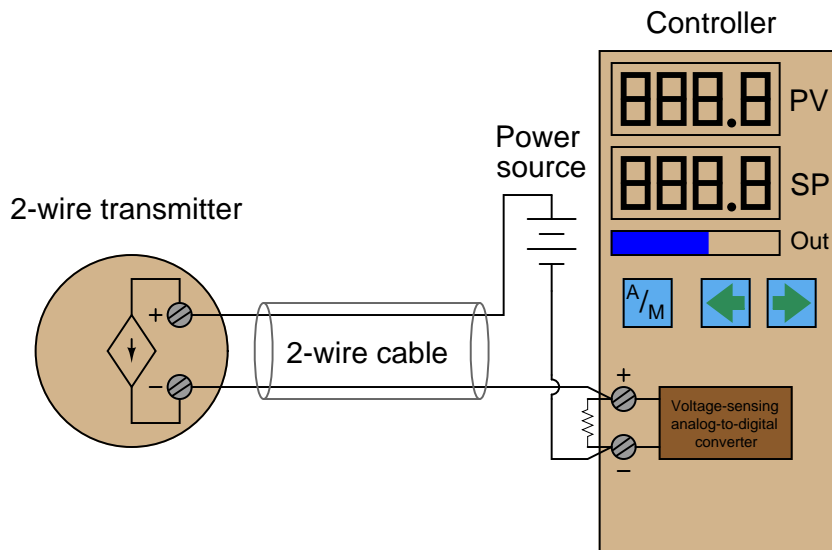 Controller
888.8
PV
Power
source
888.8
SP
2-wire transmitter
Out
A/M
+
2-wire cable
−
+
Voltage-sensing
analog-to-digital
converter
−